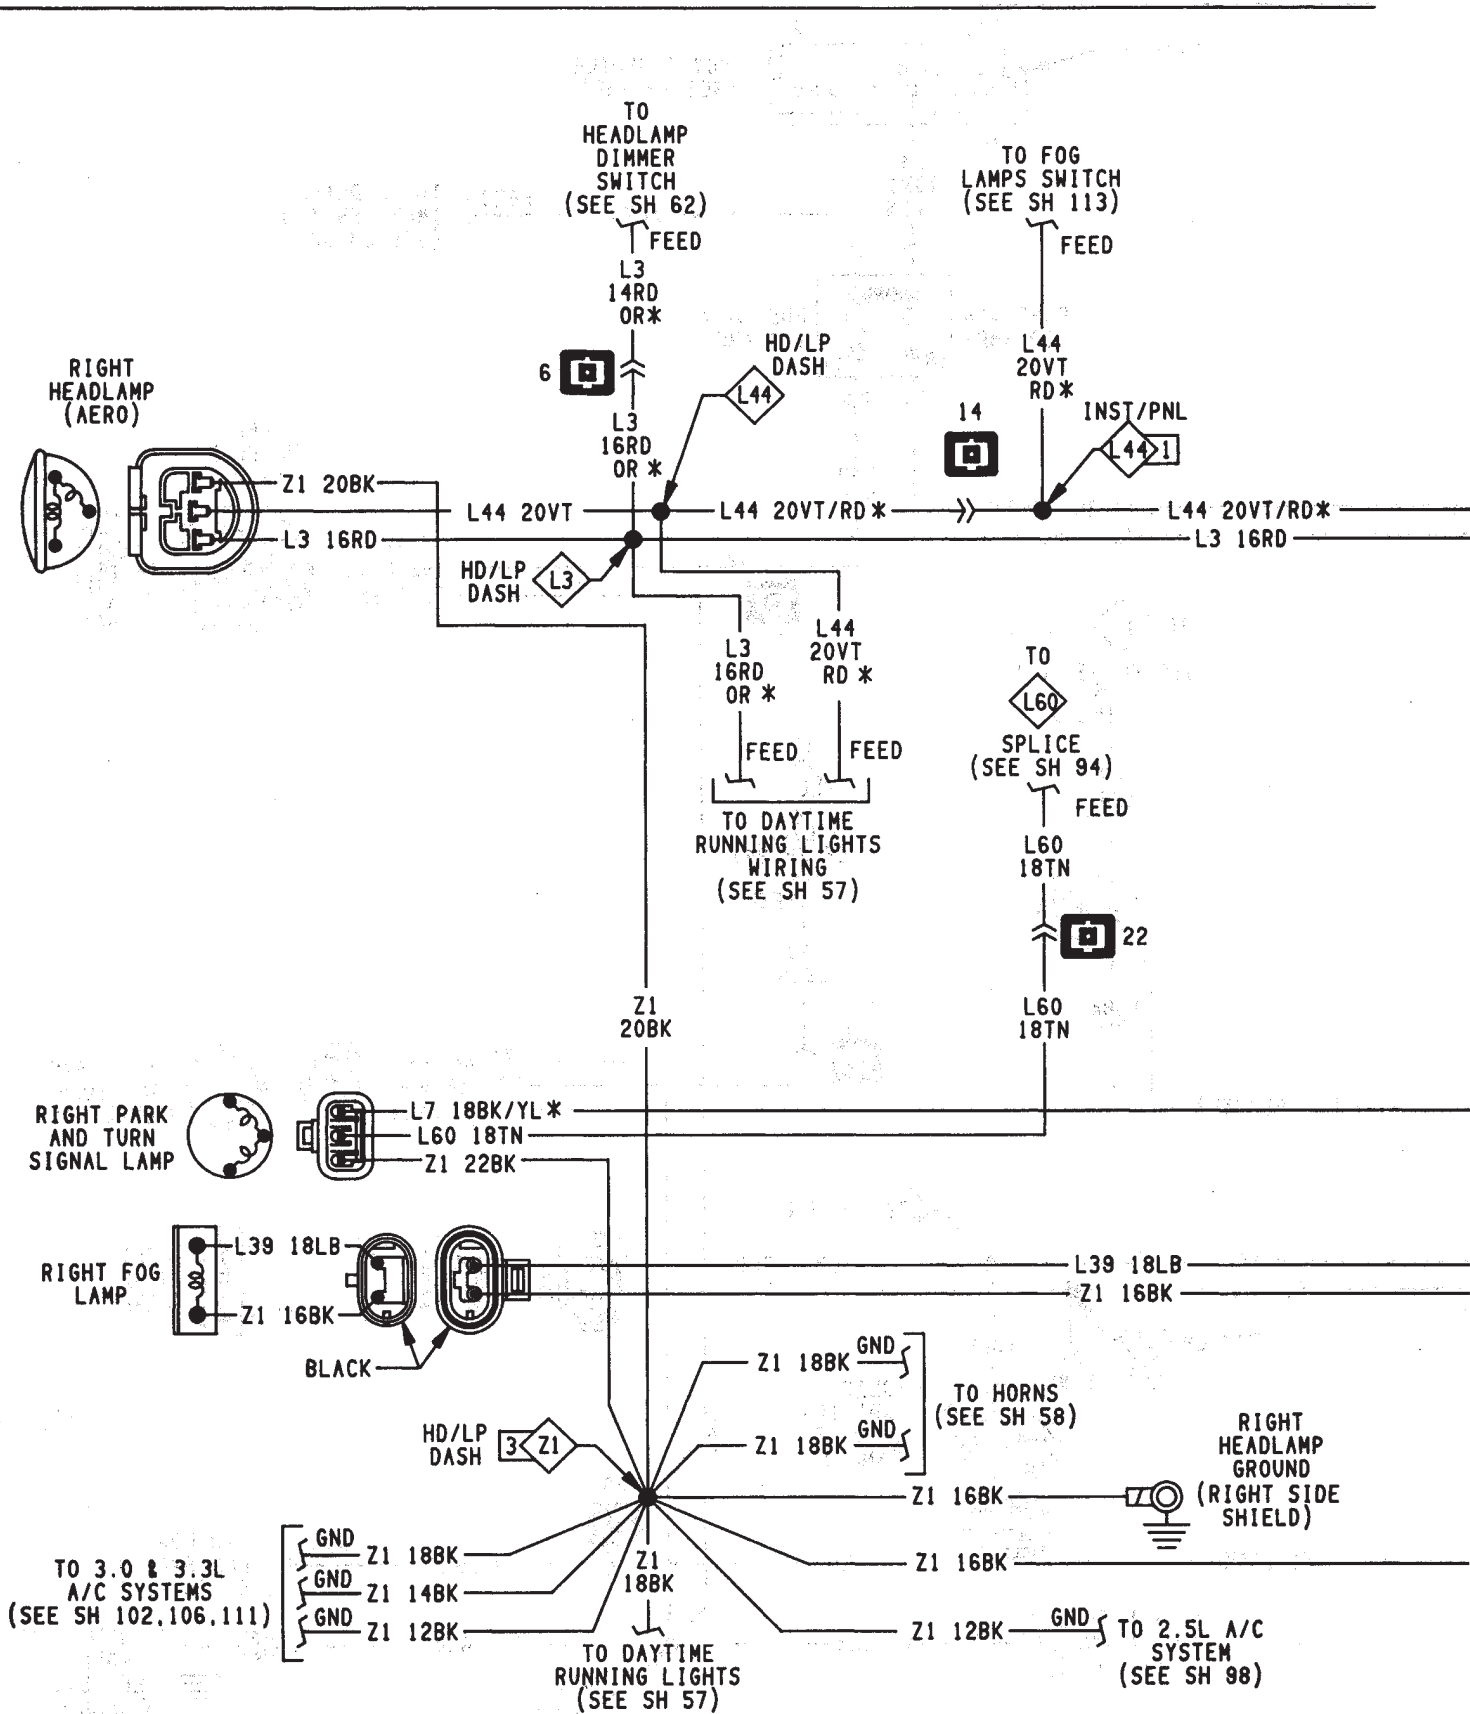 TO
HEADLAMP
DIMMER
SWITCH
(SEE SH 62)
FEED
L3
14RD
OR*
6
L3
16RD
OR *
TO FOG
LAMPS SWITCH
(SEE SH 113)
FEED
L44
20VT
RD*
HD/LP
DASH
L44
14
INST/PNL
L44 1
RIGHT
HEADLAMP
(AERO)
Z1 20BK
L44 20VT
L44 20VT/RD*
L44 20VT/RD*
L3 16RD
L3 16RD
HD/LP
DASH
L3
L3
16RD
OR *
FEED
L44
20VT
RD *
FEED
TO DAYTIME
RUNNING LIGHTS
WIRING
(SEE SH 57)
TO
L60
SPLICE
(SEE SH 94)
FEED
L60
18TN
22
L60
18TN
Z1
20BK
RIGHT PARK
AND TURN
SIGNAL LAMP
L7 18BK/YL*
L60 18TN
Z1 22BK
RIGHT FOG
LAMP
L39 18LB
Z1 16BK
BLACK
L39 18LB
Z1 16BK
Z1 18BK
GND
Z1 18BK
GND
TO HORNS
(SEE SH 58)
HD/LP
DASH
3 Z1
Z1 16BK
RIGHT
HEADLAMP
GROUND
(RIGHT SIDE
SHIELD)
Z1 16BK
Z1 12BK
GND
TO 2.5L A/C
SYSTEM
(SEE SH 98)
TO 3.0 & 3.3L
A/C SYSTEMS
(SEE SH 102,106,111)
GND
Z1 18BK
GND
Z1 14BK
GND
Z1 12BK
Z1
18BK
TO DAYTIME
RUNNING LIGHTS
(SEE SH 57)